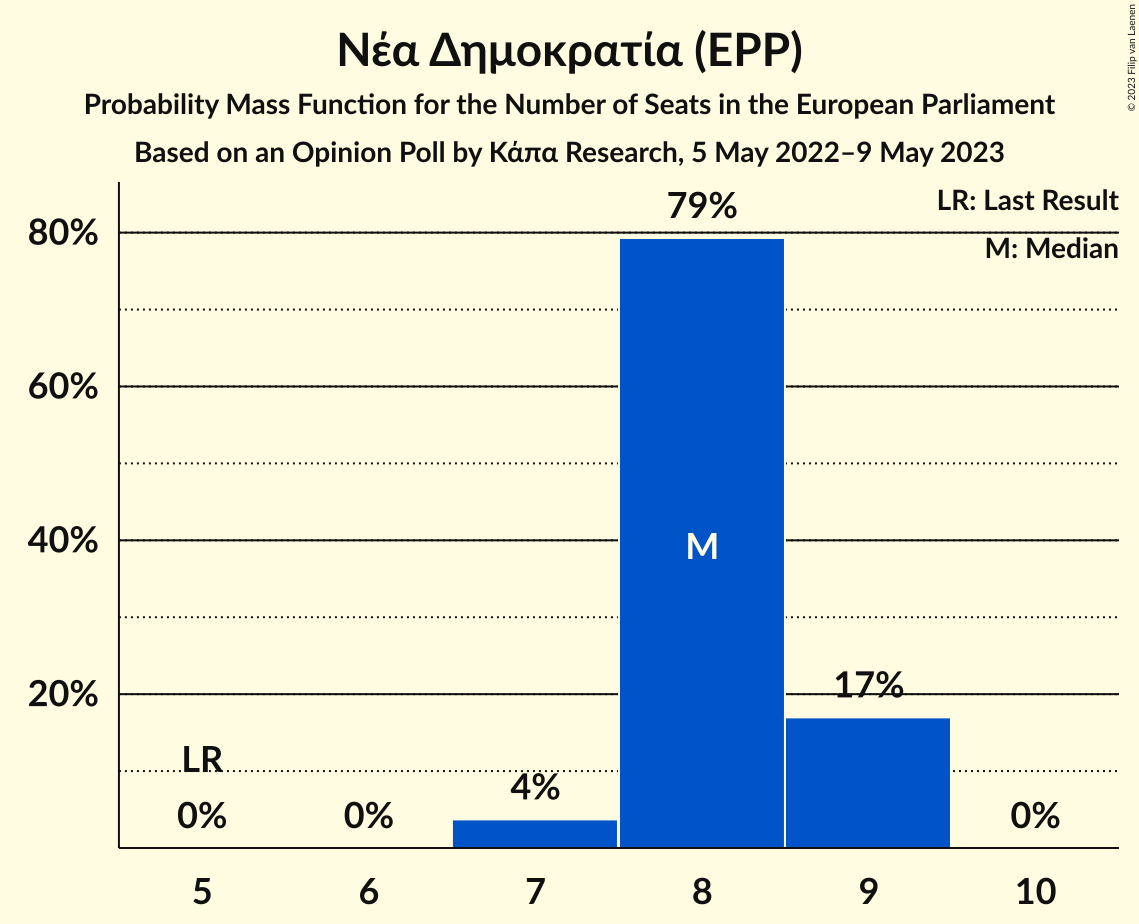 Νέα Δημοκρατία (EPP)
Probability Mass Function for the Number of Seats in the European Parliament
Based on an Opinion Poll by Κάπα Research, 5 May 2022–9 May 2023
© 2023 Filip van Laenen
LR: Last Result
M: Median
79%
80%
60%
40%
M
20%
17%
LR
4%
0%
0%
0%
5
6
7
8
9
10